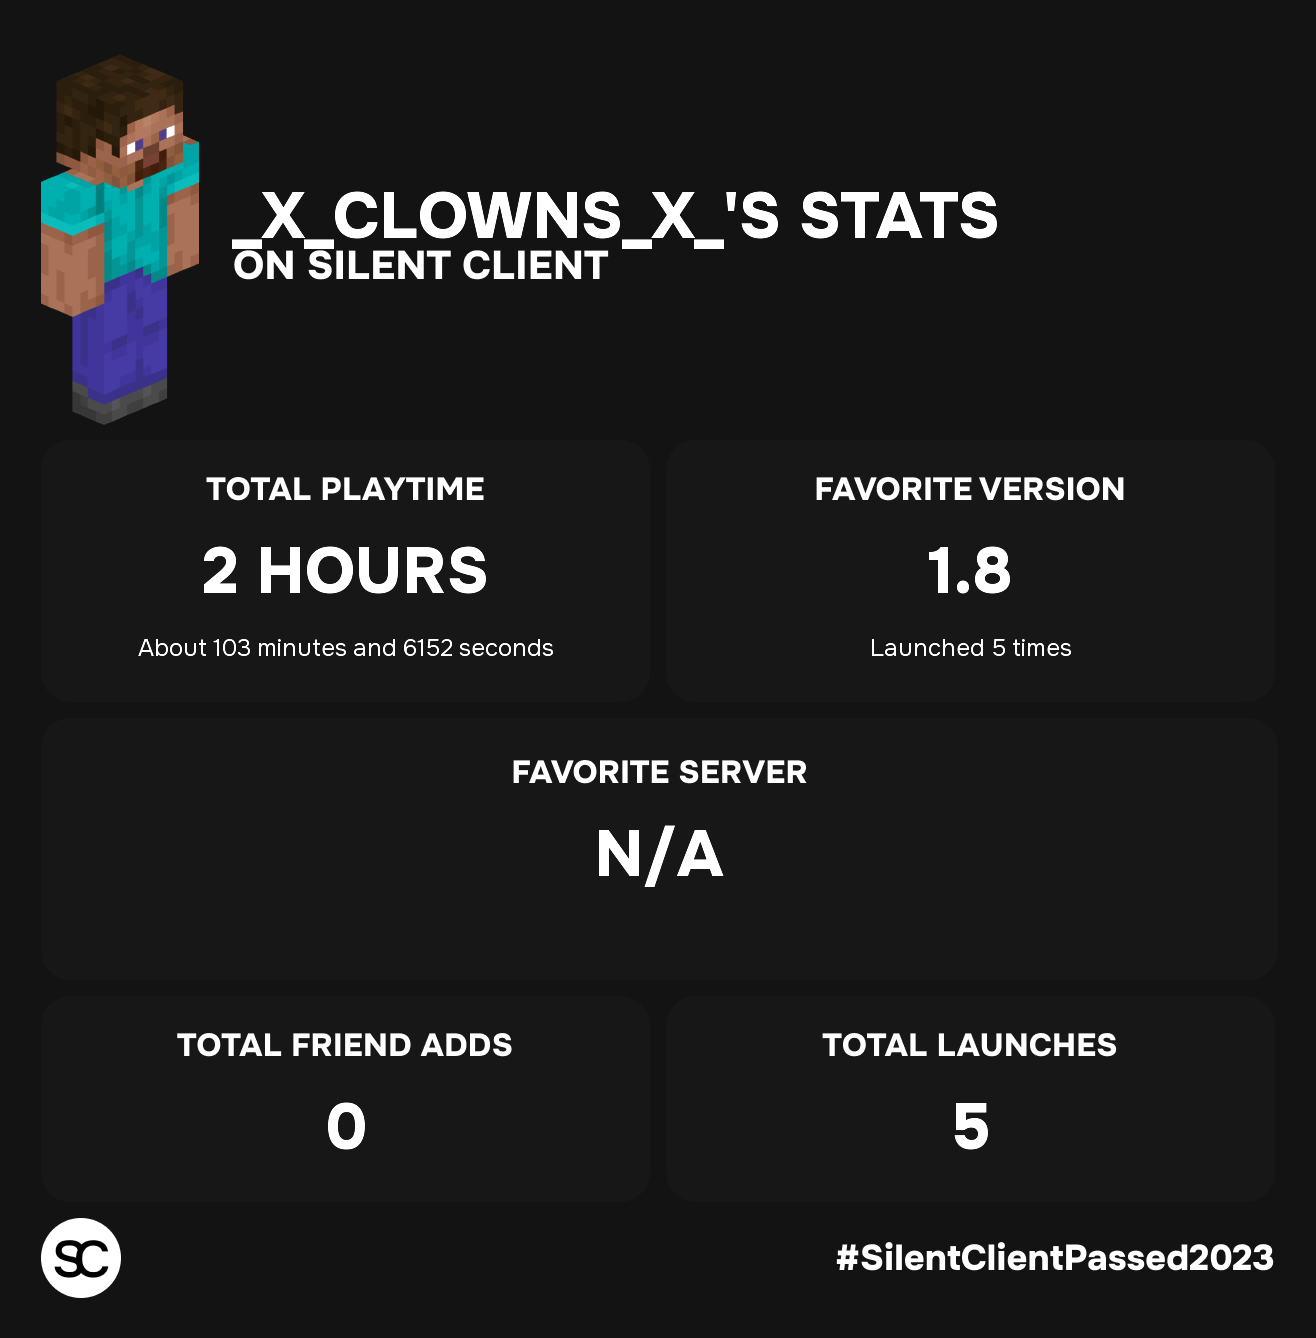 _X_CLOWNS_X_'S STATS
ON SILENT CLIENT
TOTAL PLAYTIME
2 HOURS
About 103 minutes and 6152 seconds
FAVORITE VERSION
1.8
Launched 5 times
FAVORITE SERVER
N/A
TOTAL FRIEND ADDS
0
TOTAL LAUNCHES
5
SC
#SilentClientPassed2023